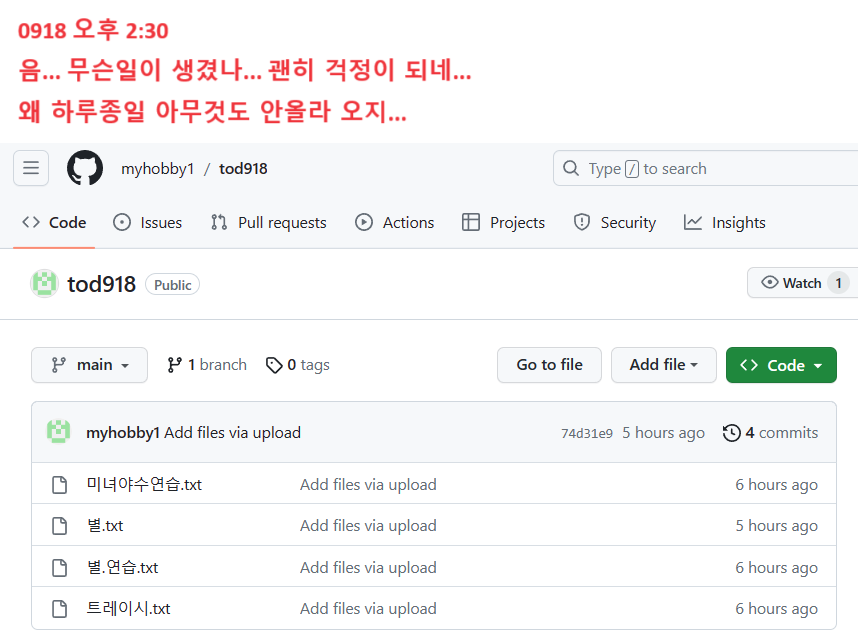 0918 오후 2:30
음... 무슨일이 생겼나... 괜히 걱정이 되네...
왜 하루종일 아무것도 안올라 오지...
myhobby1 / tod918
Type / to search
Code Issues Pull requests Actions Projects Security Insights
tod918 Public
Watch 1
main 1 branch 0 tags Go to file Add file Code
myhobby1 Add files via upload 74d31e9 5 hours ago 4 commits
미녀야수연습.txt Add files via upload 6 hours ago
별.txt Add files via upload 5 hours ago
별.연습.txt Add files via upload 6 hours ago
트레이시.txt Add files via upload 6 hours ago